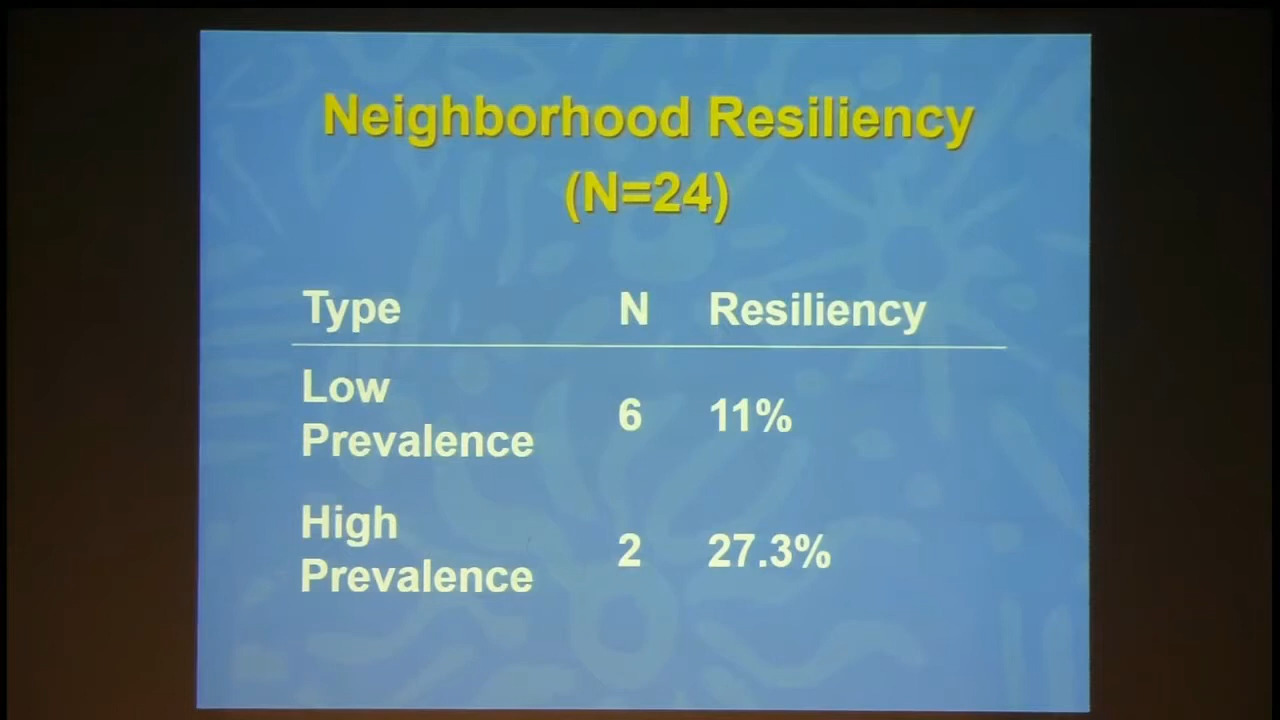 Neighborhood Resiliency
(N=24)
Type N Resiliency
Low
Prevalence 6 11%
High
Prevalence 2 27.3%